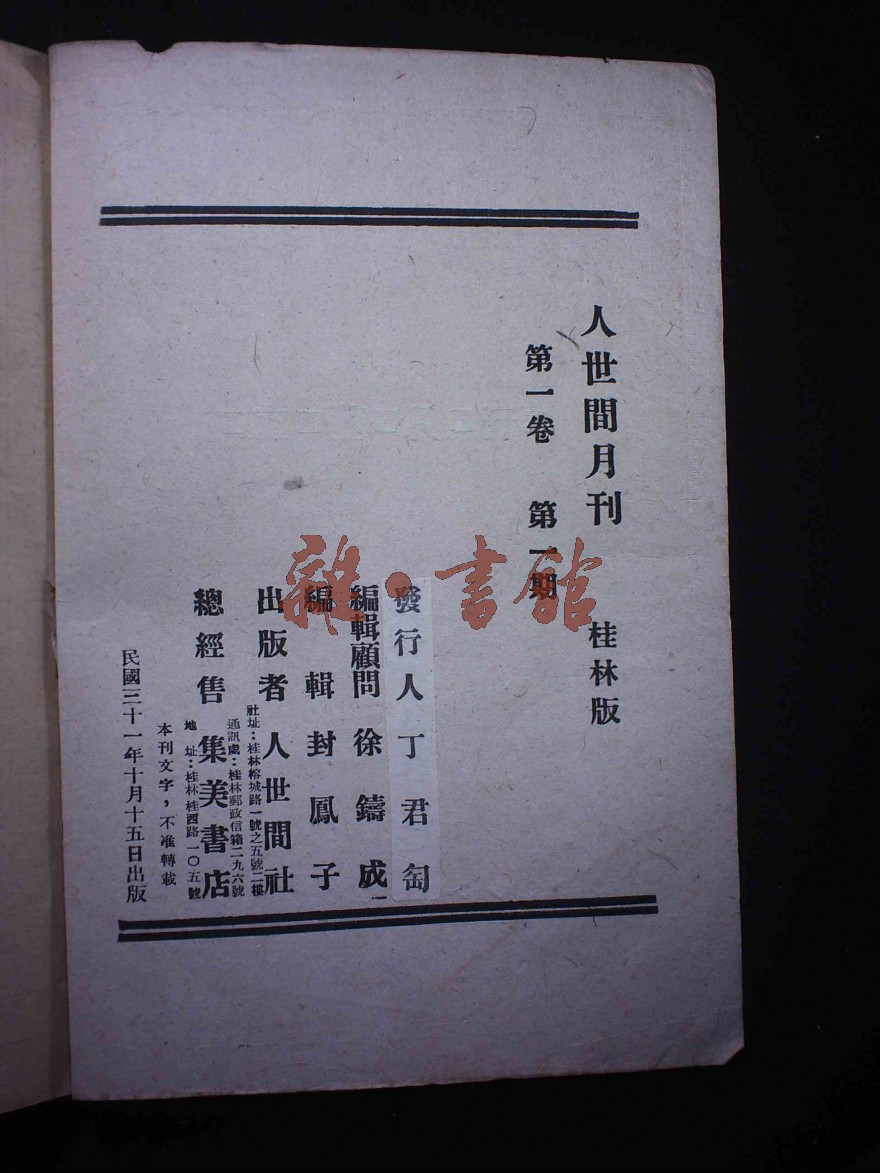 人世間月刊 桂林版
第一卷 第一期
發行人 丁君匋
編輯顧問 徐鑄成
編輯 封鳳子
出版者 人世間社
社址：桂林榕城路一號之五號二樓
通訊處：桂林郵政信箱二九六號
總經售 集美書店
地址：桂林桂西路一〇五號
本刊文字，不准轉載
民國三十一年十月十五日出版
雜·書館